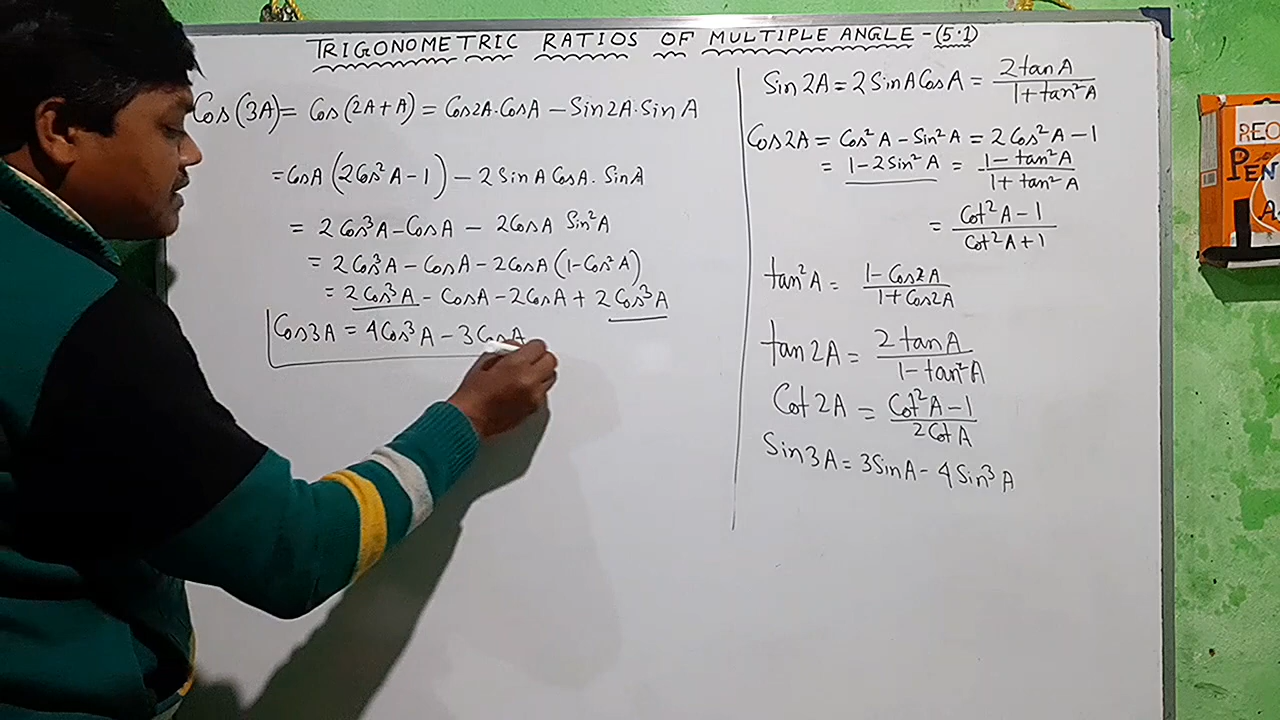 TRIGONOMETRIC RATIOS OF MULTIPLE ANGLE-(5.1)
Cos(3A)= Cos(2A+A) = Cos2A.CosA - Sin2A.SinA
= CosA(2Cos²A-1) - 2SinACosA.SinA
= 2Cos³A-CosA - 2CosA Sin²A
= 2Cos³A-CosA-2CosA(1-Cos²A)
= 2Cos³A-CosA-2CosA+2Cos³A
Cos3A = 4Cos³A-3CosA
Sin2A = 2SinACosA = 2tanA/1+tan²A
Cos2A = Cos²A-Sin²A = 2Cos²A-1
= 1-2Sin²A = 1-tan²A/1+tan²A
= Cot²A-1/Cot²A+1
tan²A = 1-Cos2A/1+Cos2A
tan2A = 2tanA/1-tan²A
Cot2A = Cot²A-1/2CotA
Sin3A = 3SinA-4Sin³A
REO
PEN